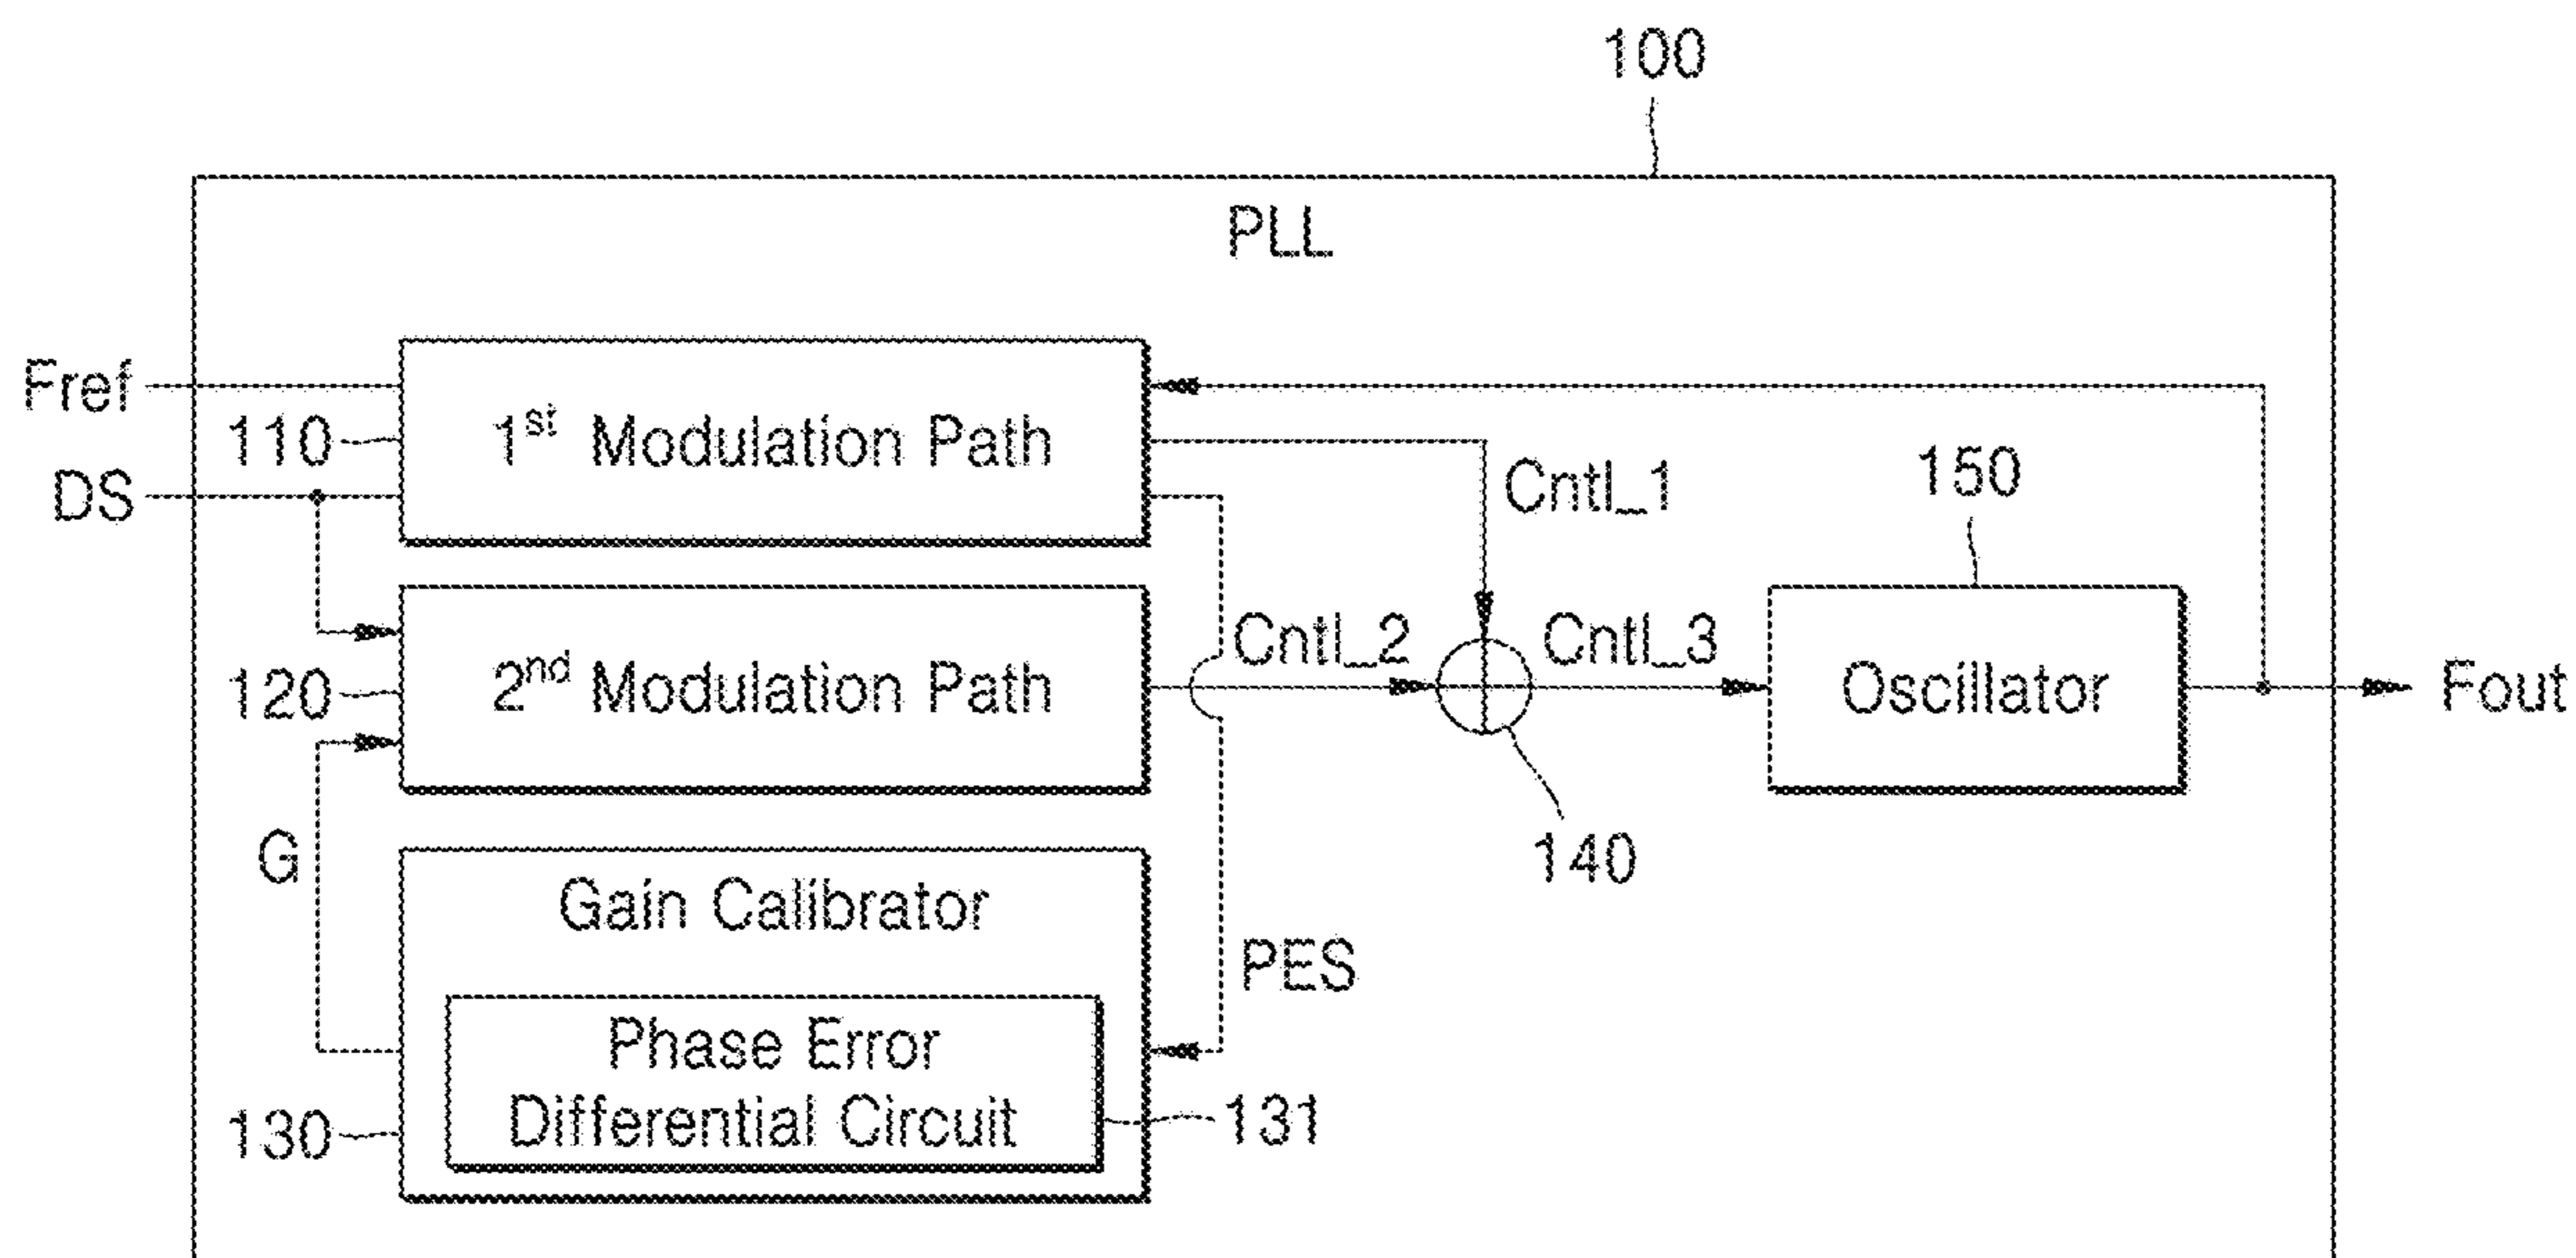 100
PLL
Fref
110
1st Modulation Path
DS
Cntl_1
150
120
2nd Modulation Path
Cntl_2
Cntl_3
Oscillator
Fout
140
G
Gain Calibrator
PES
Phase Error
Differential Circuit
130
131